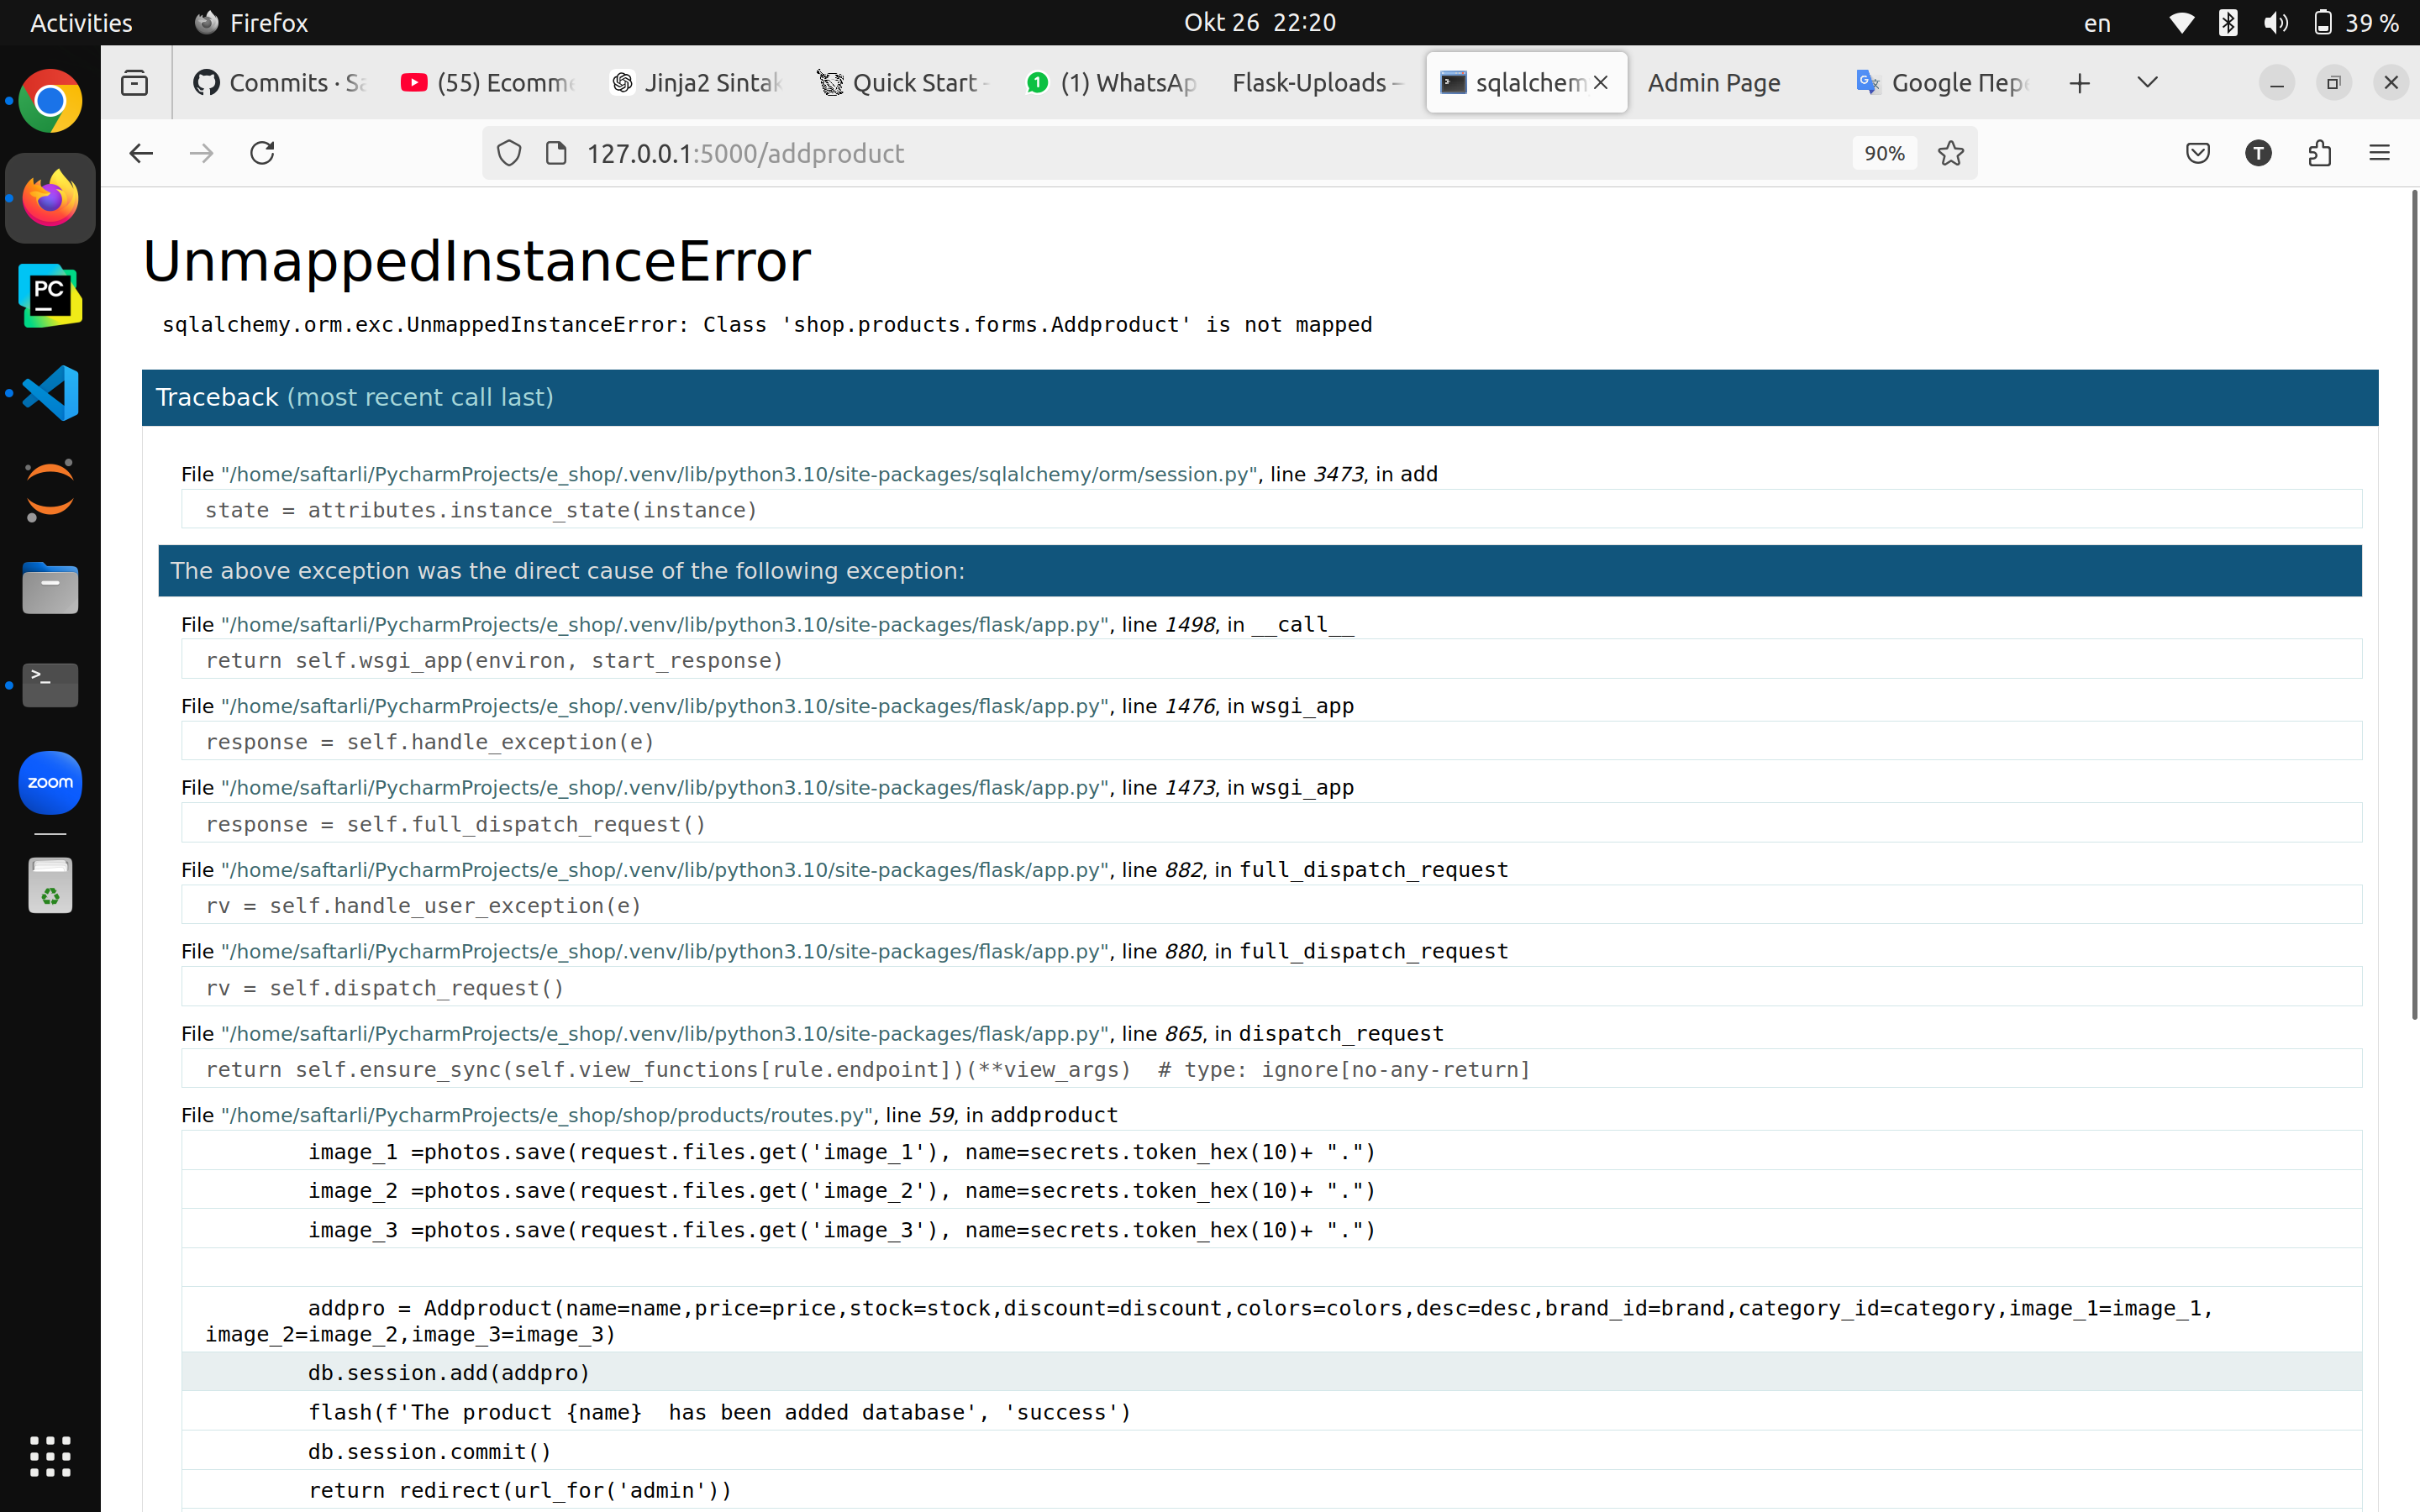 Activities
Firefox
Okt 26 22:20
en
39 %
Commits · Sa
(55) Ecomme
Jinja2 Sintak
Quick Start -
1
(1) WhatsAp
Flask-Uploads —
sqlalchem
Admin Page
Google Пере
127.0.0.1:5000/addproduct
90%
T
PC
zoom
UnmappedInstanceError
sqlalchemy.orm.exc.UnmappedInstanceError: Class 'shop.products.forms.Addproduct' is not mapped
Traceback (most recent call last)
File "/home/saftarli/PycharmProjects/e_shop/.venv/lib/python3.10/site-packages/sqlalchemy/orm/session.py", line 3473, in add
state = attributes.instance_state(instance)
The above exception was the direct cause of the following exception:
File "/home/saftarli/PycharmProjects/e_shop/.venv/lib/python3.10/site-packages/flask/app.py", line 1498, in __call__
return self.wsgi_app(environ, start_response)
File "/home/saftarli/PycharmProjects/e_shop/.venv/lib/python3.10/site-packages/flask/app.py", line 1476, in wsgi_app
response = self.handle_exception(e)
File "/home/saftarli/PycharmProjects/e_shop/.venv/lib/python3.10/site-packages/flask/app.py", line 1473, in wsgi_app
response = self.full_dispatch_request()
File "/home/saftarli/PycharmProjects/e_shop/.venv/lib/python3.10/site-packages/flask/app.py", line 882, in full_dispatch_request
rv = self.handle_user_exception(e)
File "/home/saftarli/PycharmProjects/e_shop/.venv/lib/python3.10/site-packages/flask/app.py", line 880, in full_dispatch_request
rv = self.dispatch_request()
File "/home/saftarli/PycharmProjects/e_shop/.venv/lib/python3.10/site-packages/flask/app.py", line 865, in dispatch_request
return self.ensure_sync(self.view_functions[rule.endpoint])(**view_args)  # type: ignore[no-any-return]
File "/home/saftarli/PycharmProjects/e_shop/shop/products/routes.py", line 59, in addproduct
image_1 =photos.save(request.files.get('image_1'), name=secrets.token_hex(10)+ ".")
image_2 =photos.save(request.files.get('image_2'), name=secrets.token_hex(10)+ ".")
image_3 =photos.save(request.files.get('image_3'), name=secrets.token_hex(10)+ ".")
addpro = Addproduct(name=name,price=price,stock=stock,discount=discount,colors=colors,desc=desc,brand_id=brand,category_id=category,image_1=image_1,
image_2=image_2,image_3=image_3)
db.session.add(addpro)
flash(f'The product {name}  has been added database', 'success')
db.session.commit()
return redirect(url_for('admin'))